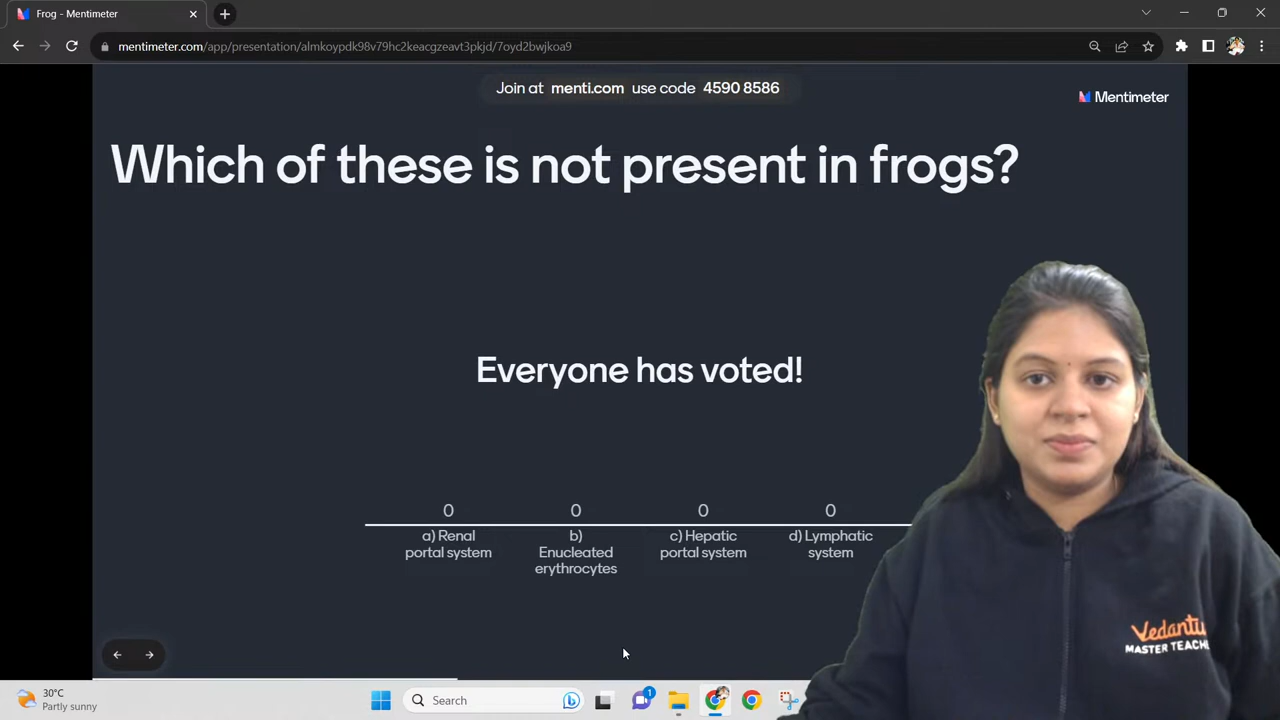 Frog - Mentimeter
mentimeter.com/app/presentation/almkoypdk98v79hc2keacgzeavt3pkjd/7oyd2bwjkoa9
Join at menti.com use code 4590 8586
Mentimeter
Which of these is not present in frogs?
Everyone has voted!
0 0 0 0
a) Renal
portal system
b)
Enucleated
erythrocytes
c) Hepatic
portal system
d) Lymphatic
system
Vedantu
MASTER TEACHE
30°C
Partly sunny
Search
1